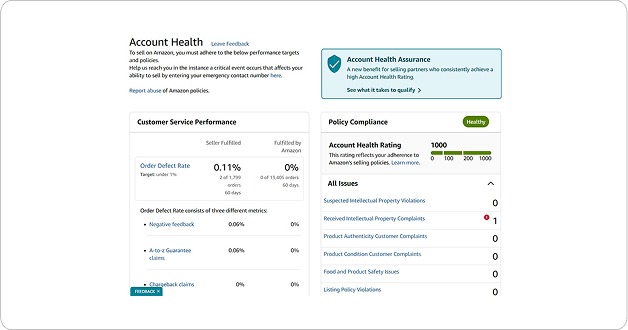 Account Health
Leave Feedback
To sell on Amazon, you must adhere to the below performance targets
and policies.
Help us reach you in the instance a critical event occurs that affects your
ability to sell by entering your emergency contact number here.
Report abuse of Amazon policies.
Account Health Assurance
A new benefit for selling partners who consistently achieve a
high Account Health Rating.
See what it takes to qualify
Customer Service Performance
Seller Fulfilled
Fulfilled by
Amazon
Order Defect Rate
Target: under 1%
0.11%
2 of 1,799
orders
60 days
0%
0 of 13,605 orders
60 days
Order Defect Rate consists of three different metrics:
Negative feedback 0.06% 0%
A-to-z Guarantee
claims
0.06% 0%
Chargeback claims 0% 0%
FEEDBACK ×
Policy Compliance
Healthy
Account Health Rating
This rating reflects your adherence to
Amazon's selling policies. Learn more.
1000
0 100 200 1000
All Issues
Suspected Intellectual Property Violations 0
Received Intellectual Property Complaints 1
Product Authenticity Customer Complaints 0
Product Condition Customer Complaints 0
Food and Product Safety Issues 0
Listing Policy Violations 0